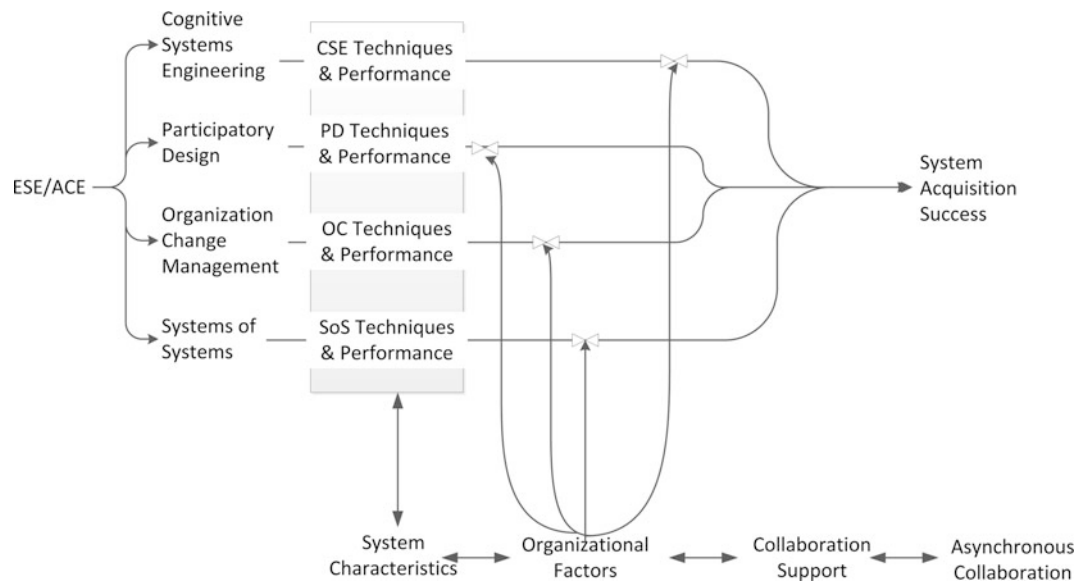 Cognitive
Systems
Engineering
CSE Techniques
& Performance
Participatory
Design
PD Techniques
& Performance
ESE/ACE
System
Acquisition
Success
Organization
Change
Management
OC Techniques
& Performance
Systems of
Systems
SoS Techniques
& Performance
System
Characteristics
Organizational
Factors
Collaboration
Support
Asynchronous
Collaboration